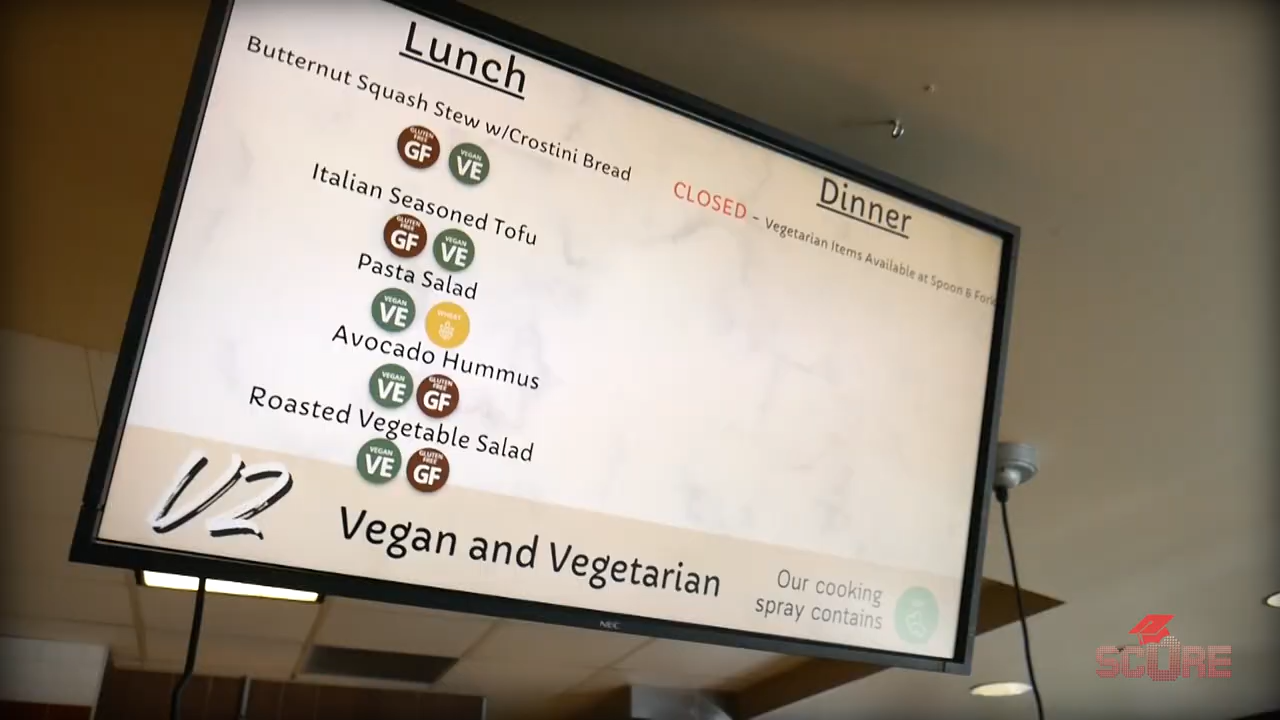 Lunch
Butternut Squash Stew w/Crostini Bread
GLUTEN FREE GF VEGAN VE
Italian Seasoned Tofu
GLUTEN FREE GF VEGAN VE
Pasta Salad
VEGAN VE WHEAT
Avocado Hummus
VEGAN VE GLUTEN FREE GF
Roasted Vegetable Salad
VEGAN VE GLUTEN FREE GF
Dinner
CLOSED - Vegetarian Items Available at Spoon & Fork
V2
Vegan and Vegetarian
Our cooking
spray contains
NEC
SCORE